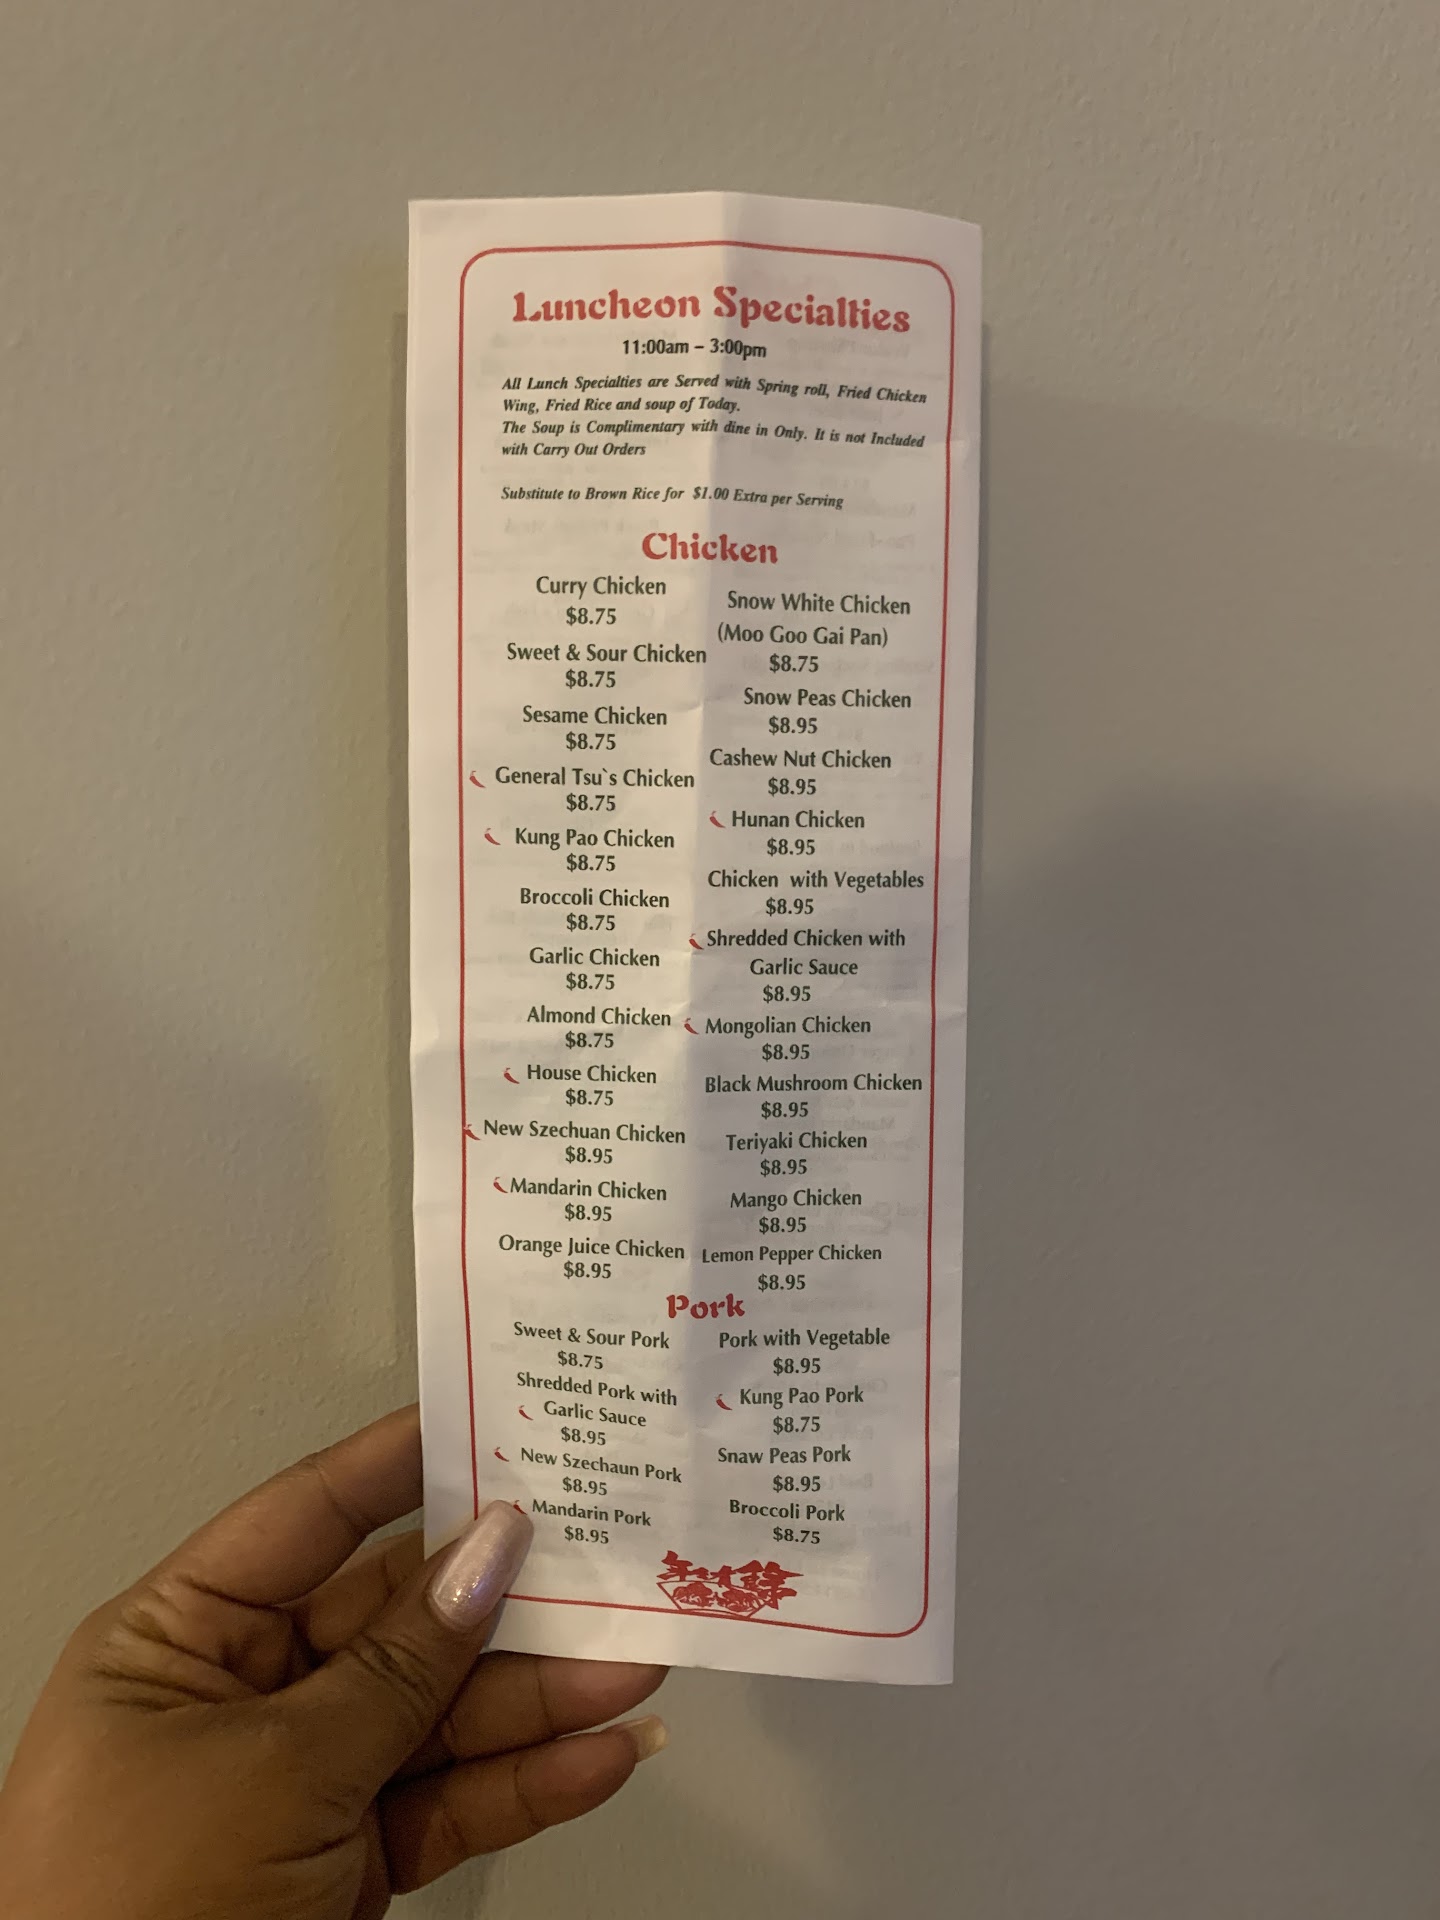 Luncheon Specialties
11:00am – 3:00pm
All Lunch Specialties are Served with Spring roll, Fried Chicken
Wing, Fried Rice and soup of Today.
The Soup is Complimentary with dine in Only. It is not Included
with Carry Out Orders
Substitute to Brown Rice for $1.00 Extra per Serving
Chicken
Curry Chicken
$8.75
Sweet & Sour Chicken
$8.75
Sesame Chicken
$8.75
General Tsu`s Chicken
$8.75
Kung Pao Chicken
$8.75
Broccoli Chicken
$8.75
Garlic Chicken
$8.75
Almond Chicken
$8.75
House Chicken
$8.75
New Szechuan Chicken
$8.95
Mandarin Chicken
$8.95
Orange Juice Chicken
$8.95
Snow White Chicken
(Moo Goo Gai Pan)
$8.75
Snow Peas Chicken
$8.95
Cashew Nut Chicken
$8.95
Hunan Chicken
$8.95
Chicken with Vegetables
$8.95
Shredded Chicken with
Garlic Sauce
$8.95
Mongolian Chicken
$8.95
Black Mushroom Chicken
$8.95
Teriyaki Chicken
$8.95
Mango Chicken
$8.95
Lemon Pepper Chicken
$8.95
Pork
Sweet & Sour Pork
$8.75
Shredded Pork with
Garlic Sauce
$8.95
New Szechaun Pork
$8.95
Mandarin Pork
$8.95
Pork with Vegetable
$8.95
Kung Pao Pork
$8.75
Snaw Peas Pork
$8.95
Broccoli Pork
$8.75